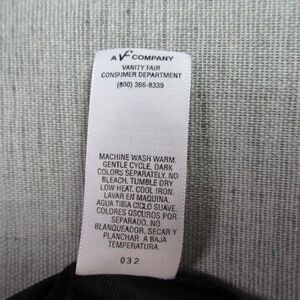 A VF COMPANY
VANITY FAIR
CONSUMER DEPARTMENT
(800) 366-8339
MACHINE WASH WARM.
GENTLE CYCLE. DARK
COLORS SEPARATELY. NO
BLEACH. TUMBLE DRY
LOW HEAT. COOL IRON.
LAVAR EN MAQUINA.
AGUA TIBIA CICLO SUAVE.
COLORES OSCUROS POR
SEPARADO. NO
BLANQUEADOR. SECAR Y
PLANCHAR. A BAJA
TEMPERATURA.
032